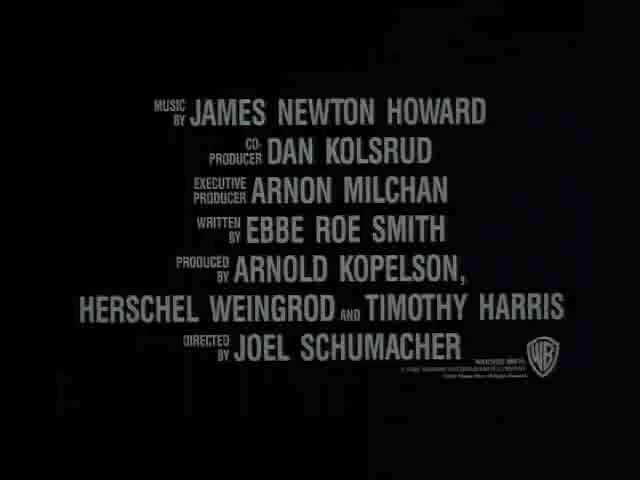 MUSIC BY JAMES NEWTON HOWARD
CO-PRODUCER DAN KOLSRUD
EXECUTIVE PRODUCER ARNON MILCHAN
WRITTEN BY EBBE ROE SMITH
PRODUCED BY ARNOLD KOPELSON,
HERSCHEL WEINGROD AND TIMOTHY HARRIS
DIRECTED BY JOEL SCHUMACHER
WB